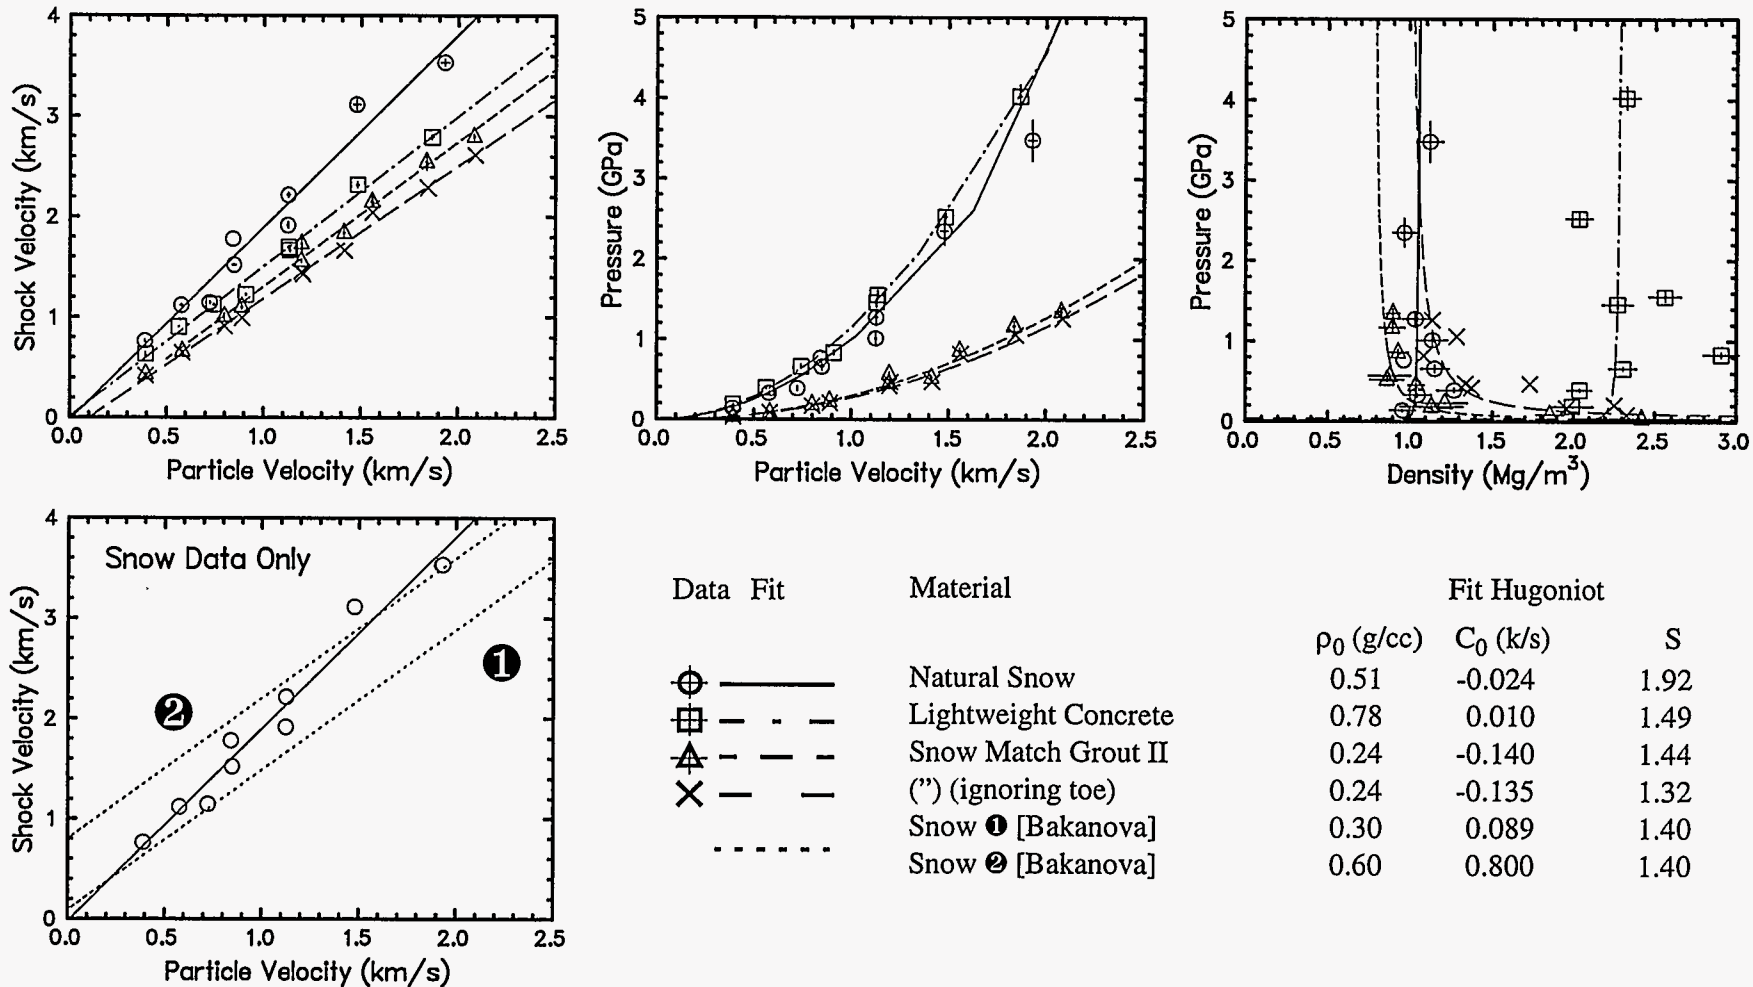 4
3
2
1
0
0.0 0.5 1.0 1.5 2.0 2.5
Shock Velocity (km/s)
Particle Velocity (km/s)
5
4
3
2
1
0
0.0 0.5 1.0 1.5 2.0 2.5
Pressure (GPa)
Particle Velocity (km/s)
5
4
3
2
1
0
0.0 0.5 1.0 1.5 2.0 2.5 3.0
Pressure (GPa)
Density (Mg/m³)
Snow Data Only
4
3
2
1
0
0.0 0.5 1.0 1.5 2.0 2.5
❶
❷
Shock Velocity (km/s)
Particle Velocity (km/s)
Data Fit Material Fit Hugoniot
ρ₀ (g/cc) C₀ (k/s) S
Natural Snow 0.51 -0.024 1.92
Lightweight Concrete 0.78 0.010 1.49
Snow Match Grout II 0.24 -0.140 1.44
(”) (ignoring toe) 0.24 -0.135 1.32
Snow ❶ [Bakanova] 0.30 0.089 1.40
Snow ❷ [Bakanova] 0.60 0.800 1.40